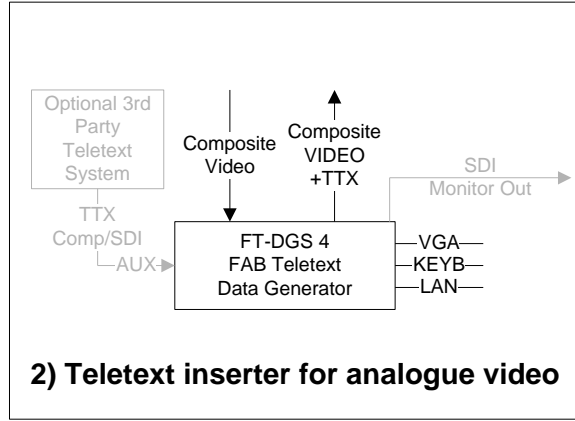 Optional 3rd
Party
Teletext
System
Composite
Video
Composite
VIDEO
+TTX
SDI
Monitor Out
TTX
Comp/SDI
AUX
FT-DGS 4
FAB Teletext
Data Generator
VGA
KEYB
LAN
2) Teletext inserter for analogue video